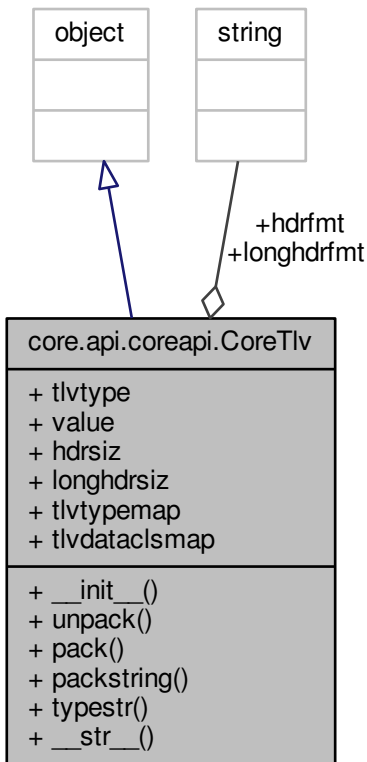 object
string
+hdrfmt
+longhdrfmt
core.api.coreapi.CoreTlv
+ tlvtype
+ value
+ hdrsiz
+ longhdrsiz
+ tlvtypemap
+ tlvdataclsmap
+ __init__()
+ unpack()
+ pack()
+ packstring()
+ typestr()
+ __str__()